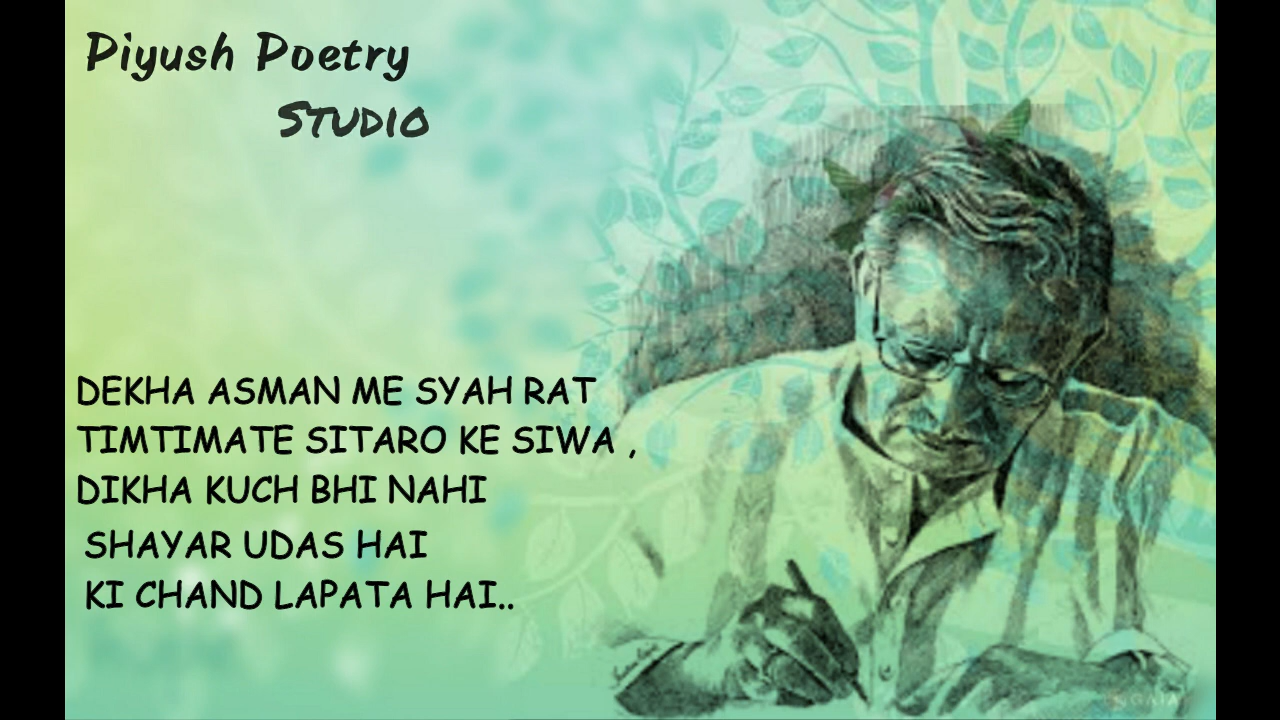 Piyush Poetry
STUDIO
DEKHA ASMAN ME SYAH RAT
TIMTIMATE SITARO KE SIWA ,
DIKHA KUCH BHI NAHI
SHAYAR UDAS HAI
KI CHAND LAPATA HAI..